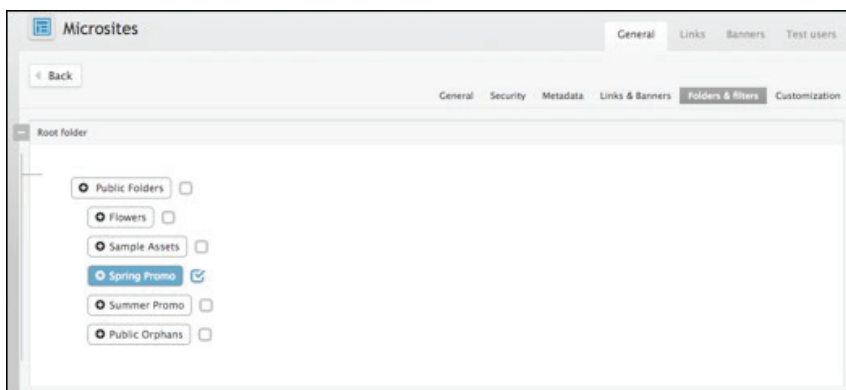 Microsites
General Links Banners Test users
Back
General Security Metadata Links & Banners Folders & filters Customization
Root folder
Public Folders
Flowers
Sample Assets
Spring Promo
Summer Promo
Public Orphans